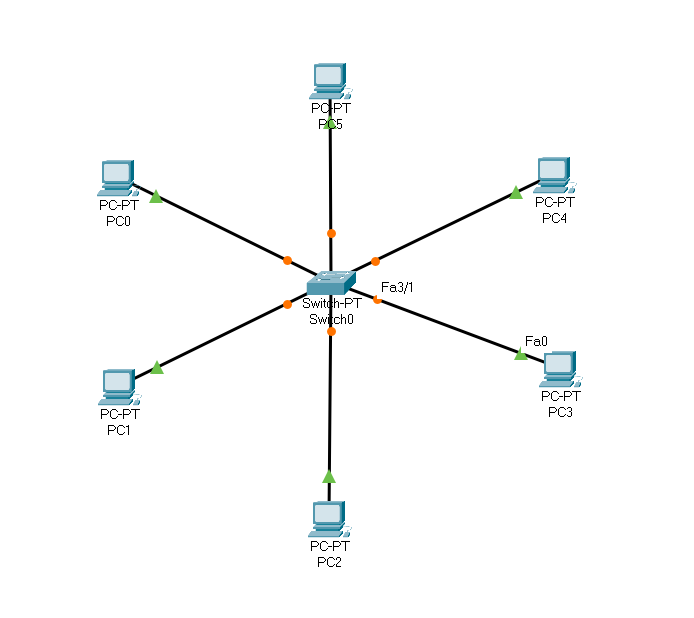 PC-PT
PC5
PC-PT
PC0
PC-PT
PC4
Fa3/1
Switch-PT
Switch0
Fa0
PC-PT
PC3
PC-PT
PC1
PC-PT
PC2